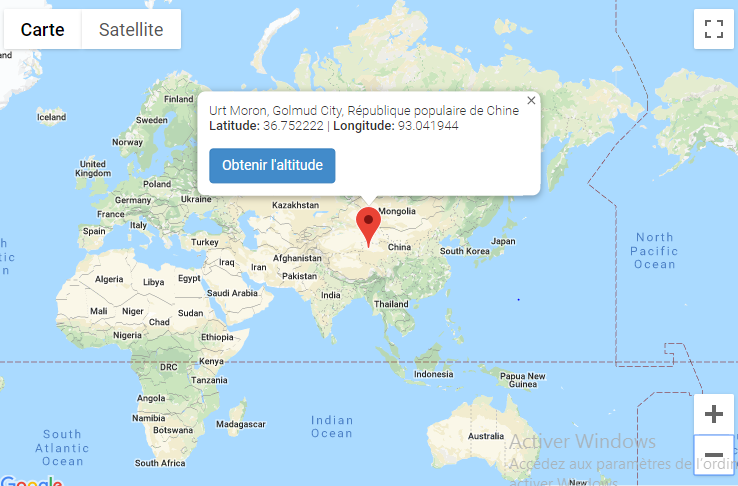 Carte
Satellite
Finland
Iceland
Sweden
Norway
Urt Moron, Golmud City, République populaire de Chine
Latitude: 36.752222 | Longitude: 93.041944
Obtenir l'altitude
United
Kingdom
Poland
Germany
Ukraine
France
Kazakhstan
Mongolia
Italy
Spain
Turkey
China
Japan
South Korea
North
Pacific
Ocean
Iraq
Iran
Afghanistan
Pakistan
Algeria
Libya
Egypt
Saudi Arabia
India
Mali
Niger
Chad
Sudan
Thailand
Nigeria
Ethiopia
DRC
Kenya
Tanzania
Indonesia
Papua New
Guinea
Angola
Namibia
Botswana
Madagascar
Indian
Ocean
South
Atlantic
Ocean
Australia
South Africa
Activer Windows
Accédez aux paramètres de l'ordin
activer Windows.
Google
New